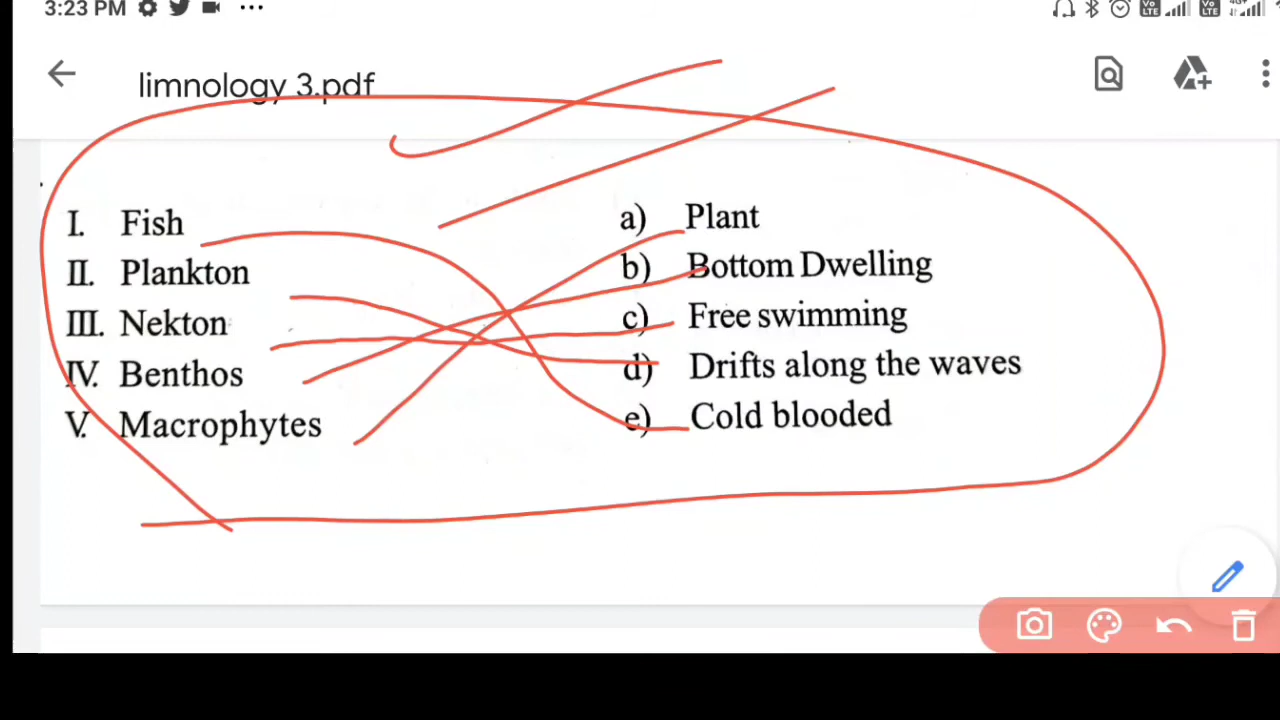 3:23 PM
limnology 3.pdf
I. Fish a) Plant
II. Plankton b) Bottom Dwelling
III. Nekton c) Free swimming
IV. Benthos d) Drifts along the waves
V. Macrophytes e) Cold blooded